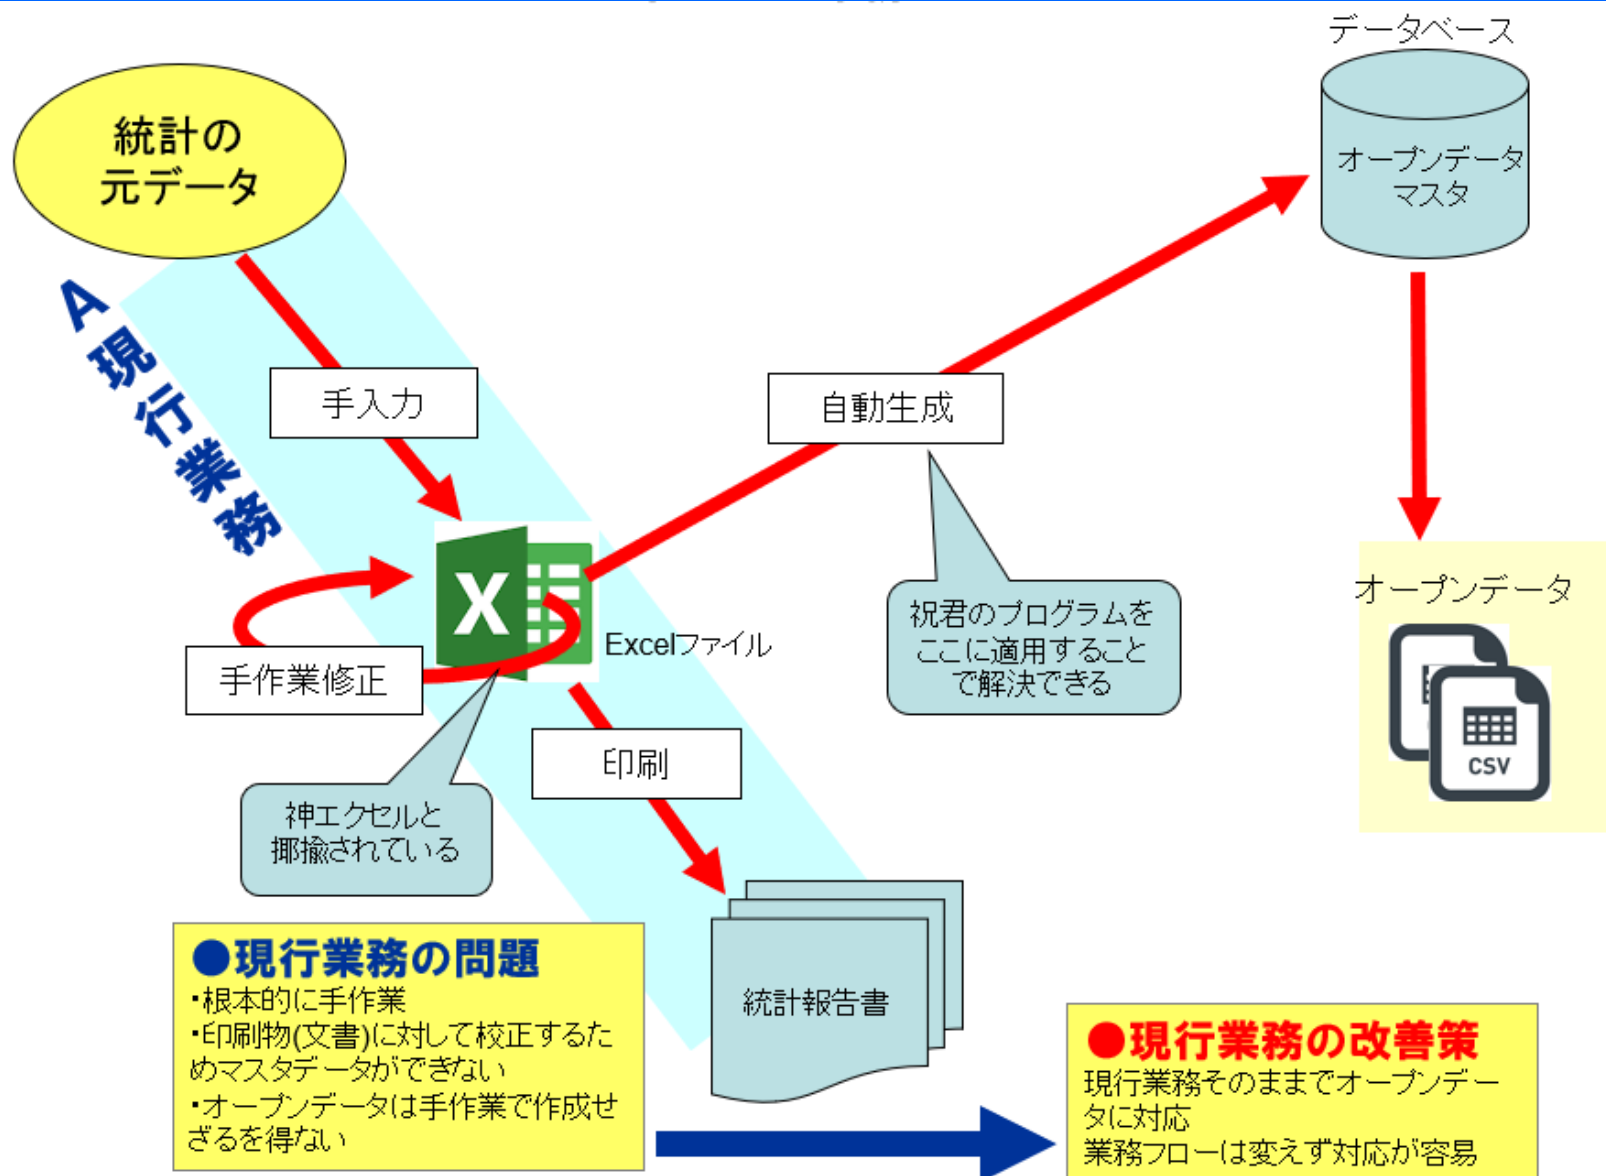 データベース
統計の
元データ
オープンデータ
マスタ
A現行業務
手入力
自動生成
X
Excelファイル
オープンデータ
CSV
祝君のプログラムを
ここに適用すること
で解決できる
手作業修正
印刷
神エクセルと
揶揄されている
統計報告書
●現行業務の問題
・根本的に手作業
・印刷物(文書)に対して校正するた
めマスタデータができない
・オープンデータは手作業で作成せ
ざるを得ない
●現行業務の改善策
現行業務そのままでオープンデー
タに対応
業務フローは変えず対応が容易